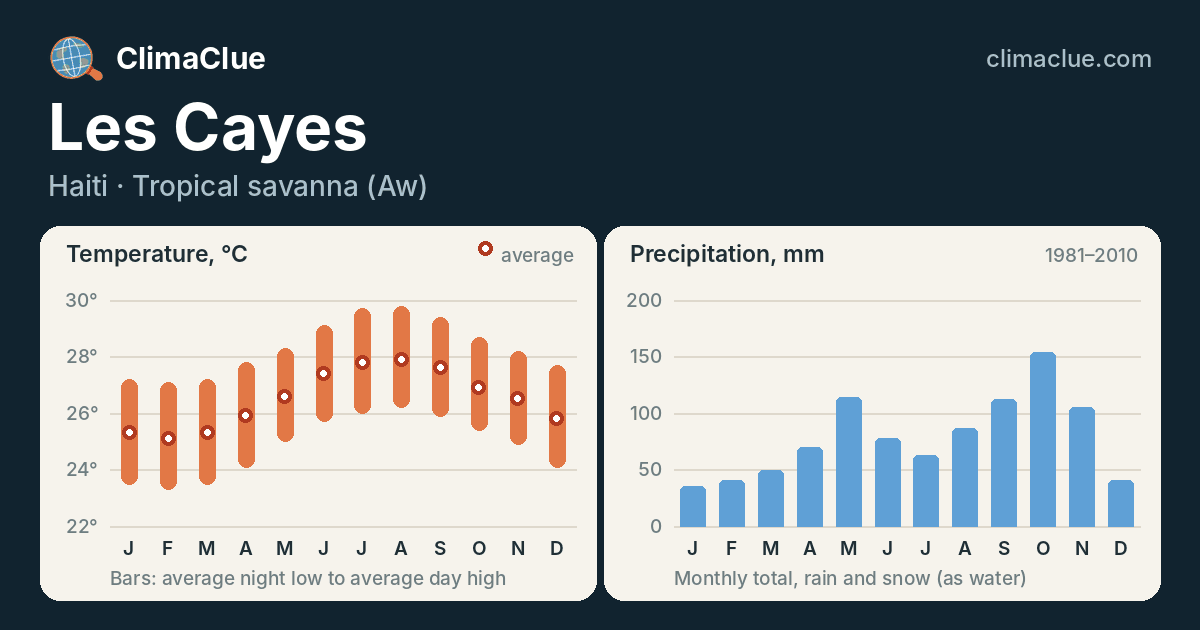 ClimaClue
climaclue.com
Les Cayes
Haiti · Tropical savanna (Aw)
Temperature, °C
average
30°
28°
26°
24°
22°
J F M A M J J A S O N D
Bars: average night low to average day high
Precipitation, mm
1981–2010
200
150
100
50
0
J F M A M J J A S O N D
Monthly total, rain and snow (as water)